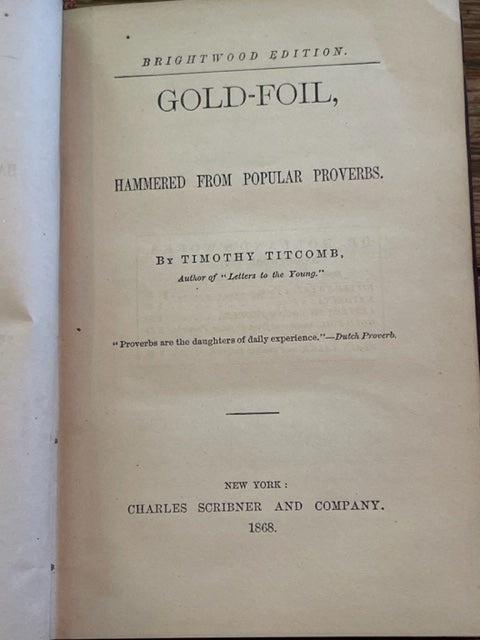 BRIGHTWOOD EDITION.
GOLD-FOIL,
HAMMERED FROM POPULAR PROVERBS.
BY TIMOTHY TITCOMB,
Author of "Letters to the Young."
"Proverbs are the daughters of daily experience."—Dutch Proverb.
NEW YORK:
CHARLES SCRIBNER AND COMPANY.
1868.